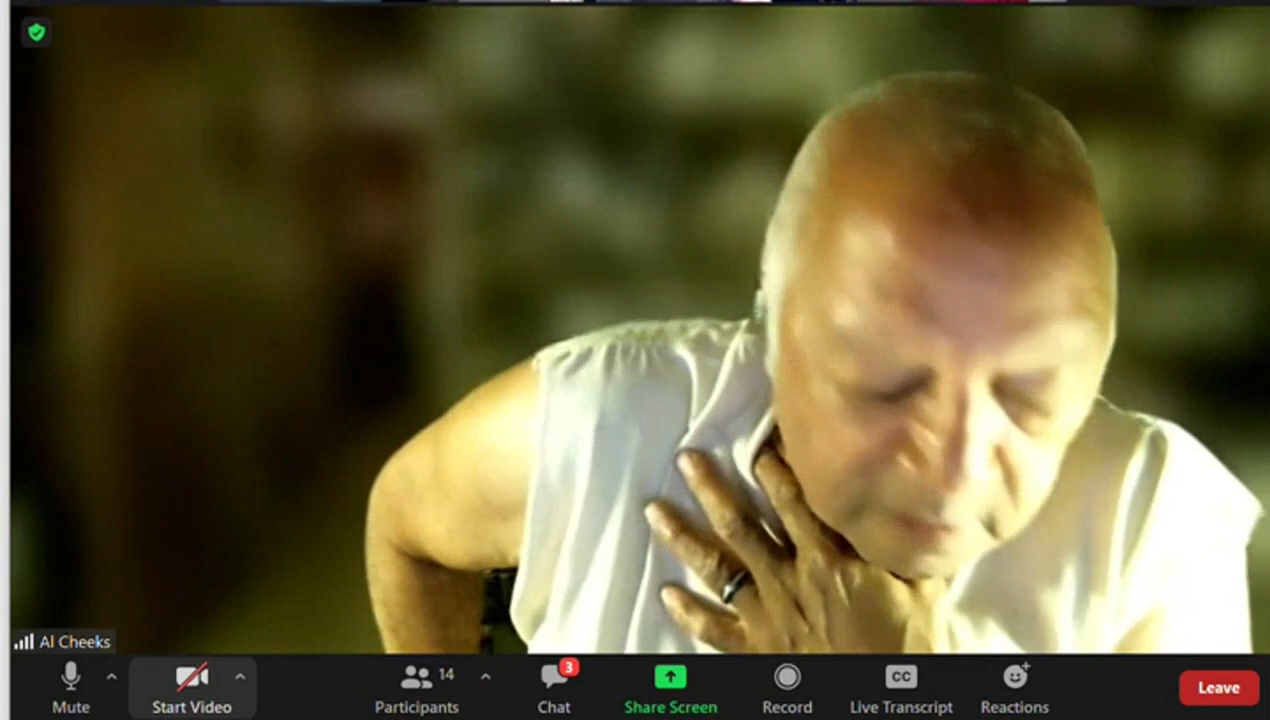 Al Cheeks
14
3
CC
Mute
Start Video
Participants
Chat
Share Screen
Record
Live Transcript
Reactions
Leave